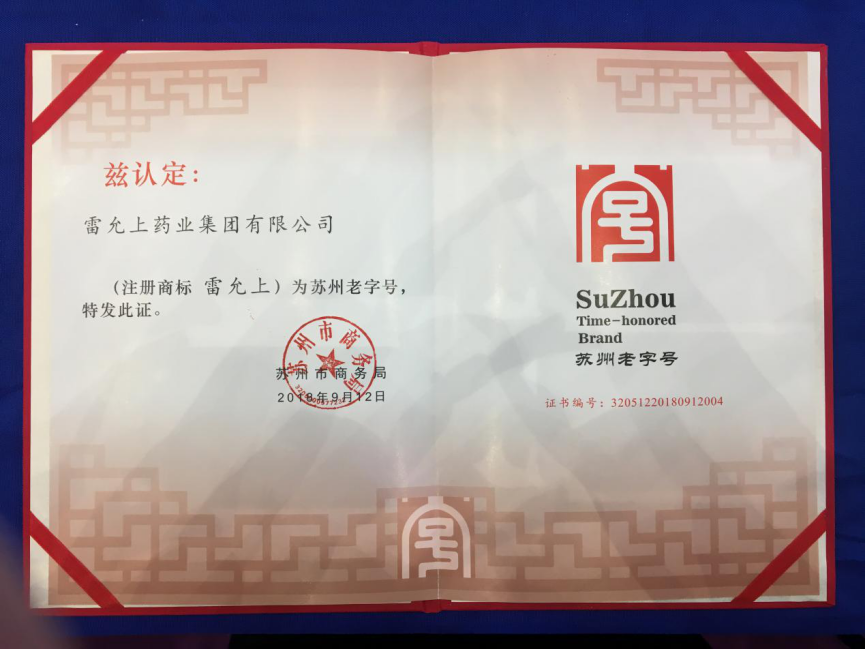 兹认定：
雷允上药业集团有限公司
（注册商标 雷允上）为苏州老字号，
特发此证。
苏州市商务局
苏州市商务局
2018年9月12日
号
SuZhou
Time-honored
Brand
苏州老字号
证书编号：32051220180912004
号